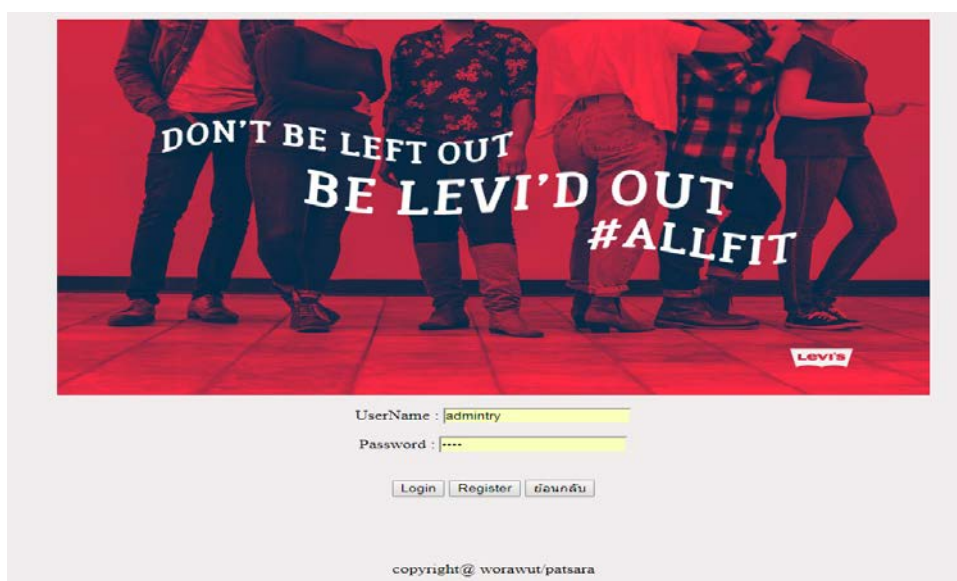 DON'T BE LEFT OUT
BE LEVI'D OUT
#ALLFIT
Levi's
UserName : admintry
Password : ····
Login Register ย้อนกลับ
copyright@ worawut/patsara